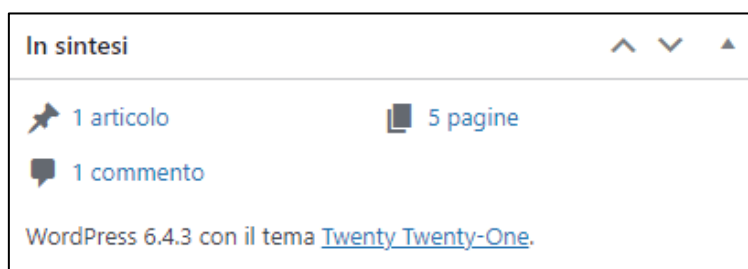 In sintesi
1 articolo
5 pagine
1 commento
WordPress 6.4.3 con il tema Twenty Twenty-One.